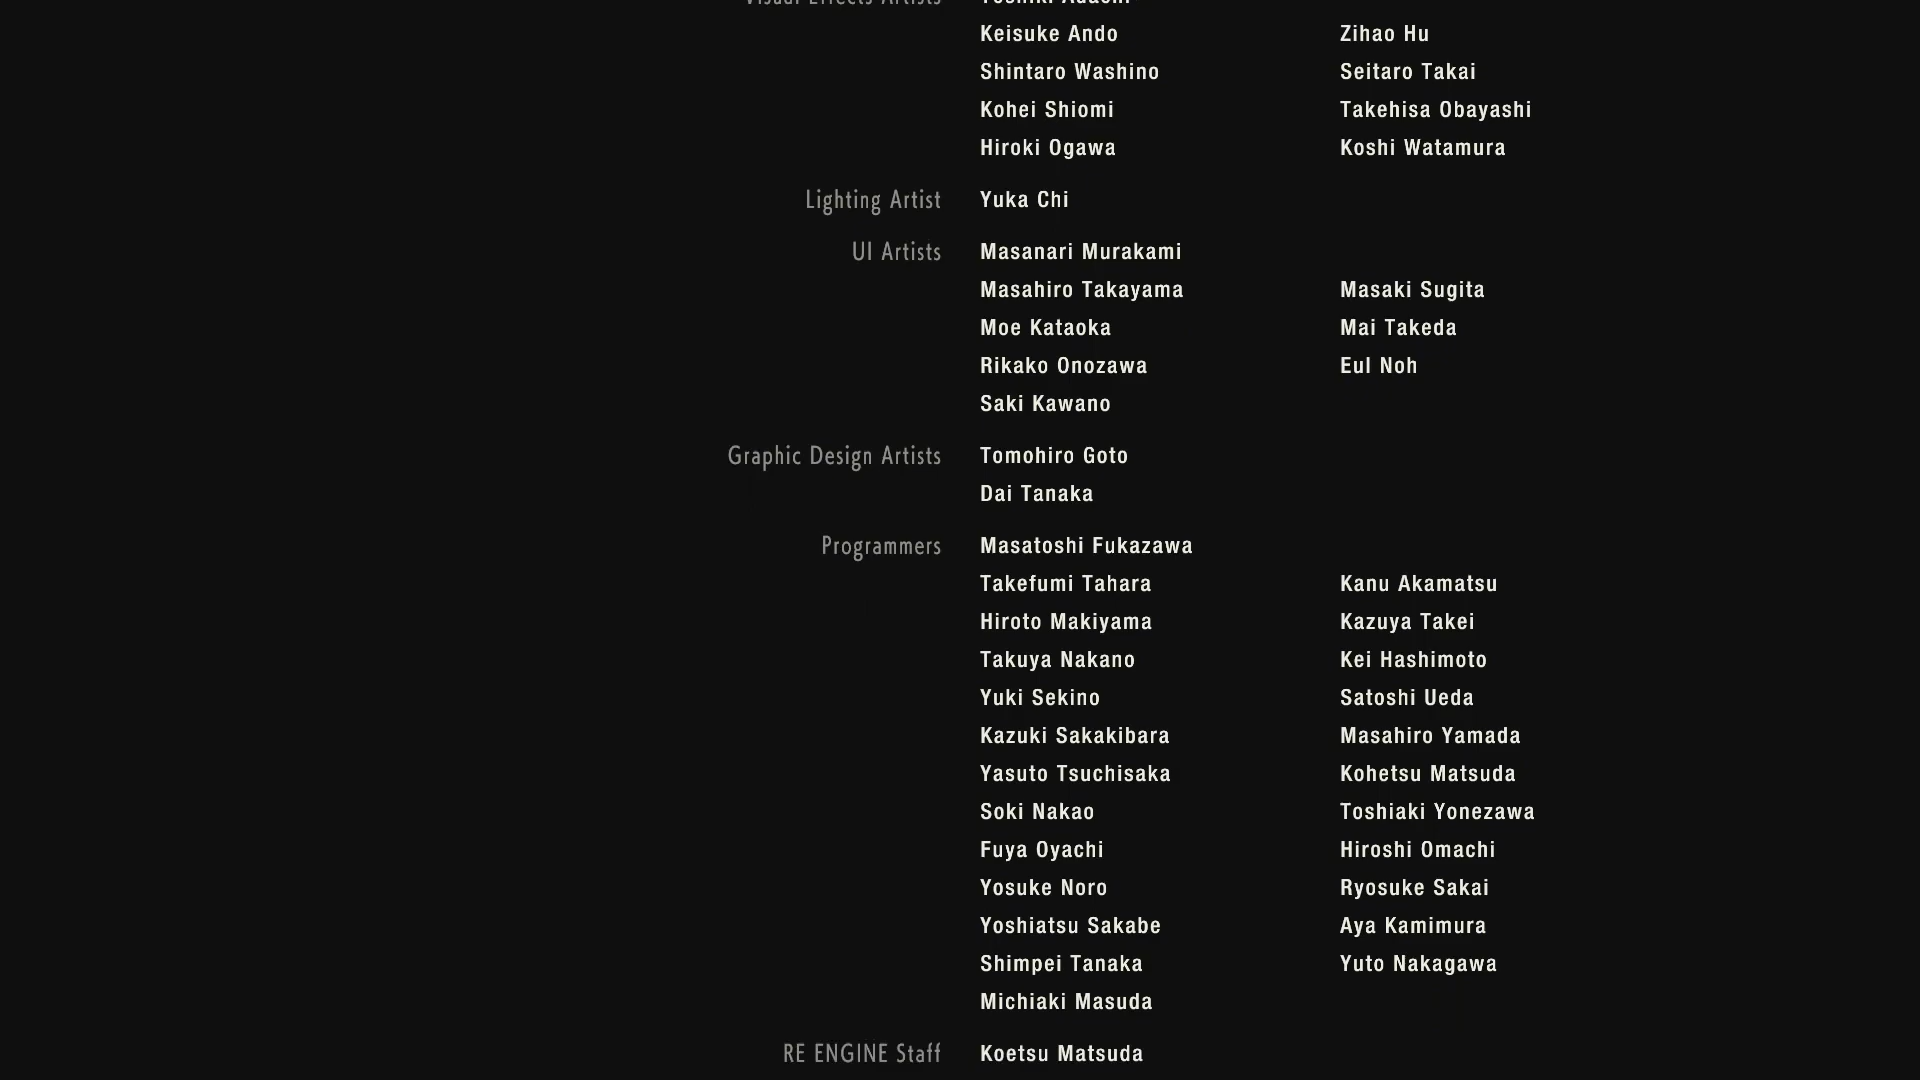 Visual Effects Artists Yoshiki Adachi
Keisuke Ando Zihao Hu
Shintaro Washino Seitaro Takai
Kohei Shiomi Takehisa Obayashi
Hiroki Ogawa Koshi Watamura
Lighting Artist Yuka Chi
UI Artists Masanari Murakami
Masahiro Takayama Masaki Sugita
Moe Kataoka Mai Takeda
Rikako Onozawa Eul Noh
Saki Kawano
Graphic Design Artists Tomohiro Goto
Dai Tanaka
Programmers Masatoshi Fukazawa
Takefumi Tahara Kanu Akamatsu
Hiroto Makiyama Kazuya Takei
Takuya Nakano Kei Hashimoto
Yuki Sekino Satoshi Ueda
Kazuki Sakakibara Masahiro Yamada
Yasuto Tsuchisaka Kohetsu Matsuda
Soki Nakao Toshiaki Yonezawa
Fuya Oyachi Hiroshi Omachi
Yosuke Noro Ryosuke Sakai
Yoshiatsu Sakabe Aya Kamimura
Shimpei Tanaka Yuto Nakagawa
Michiaki Masuda
RE ENGINE Staff Koetsu Matsuda